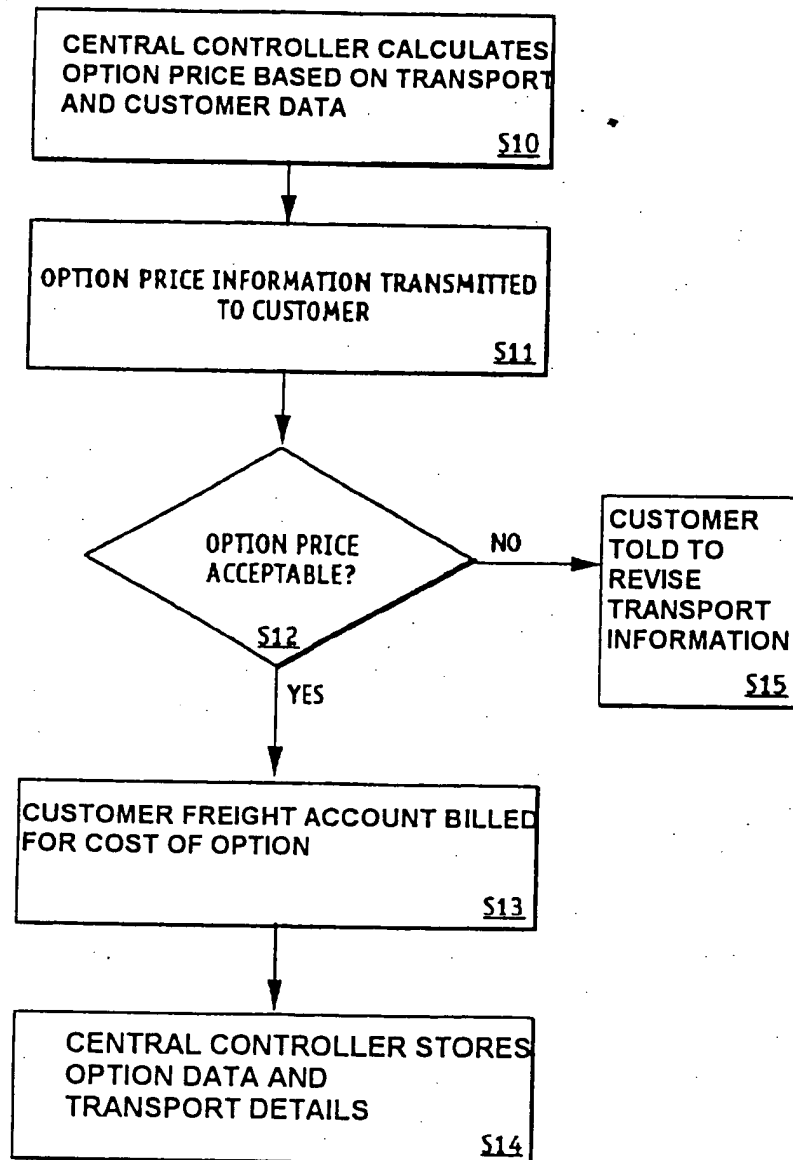 CENTRAL CONTROLLER CALCULATES
OPTION PRICE BASED ON TRANSPORT
AND CUSTOMER DATA
S10
OPTION PRICE INFORMATION TRANSMITTED
TO CUSTOMER
S11
OPTION PRICE
ACCEPTABLE?
S12
NO
CUSTOMER
TOLD TO
REVISE
TRANSPORT
INFORMATION
S15
YES
CUSTOMER FREIGHT ACCOUNT BILLED
FOR COST OF OPTION
S13
CENTRAL CONTROLLER STORES
OPTION DATA AND
TRANSPORT DETAILS
S14